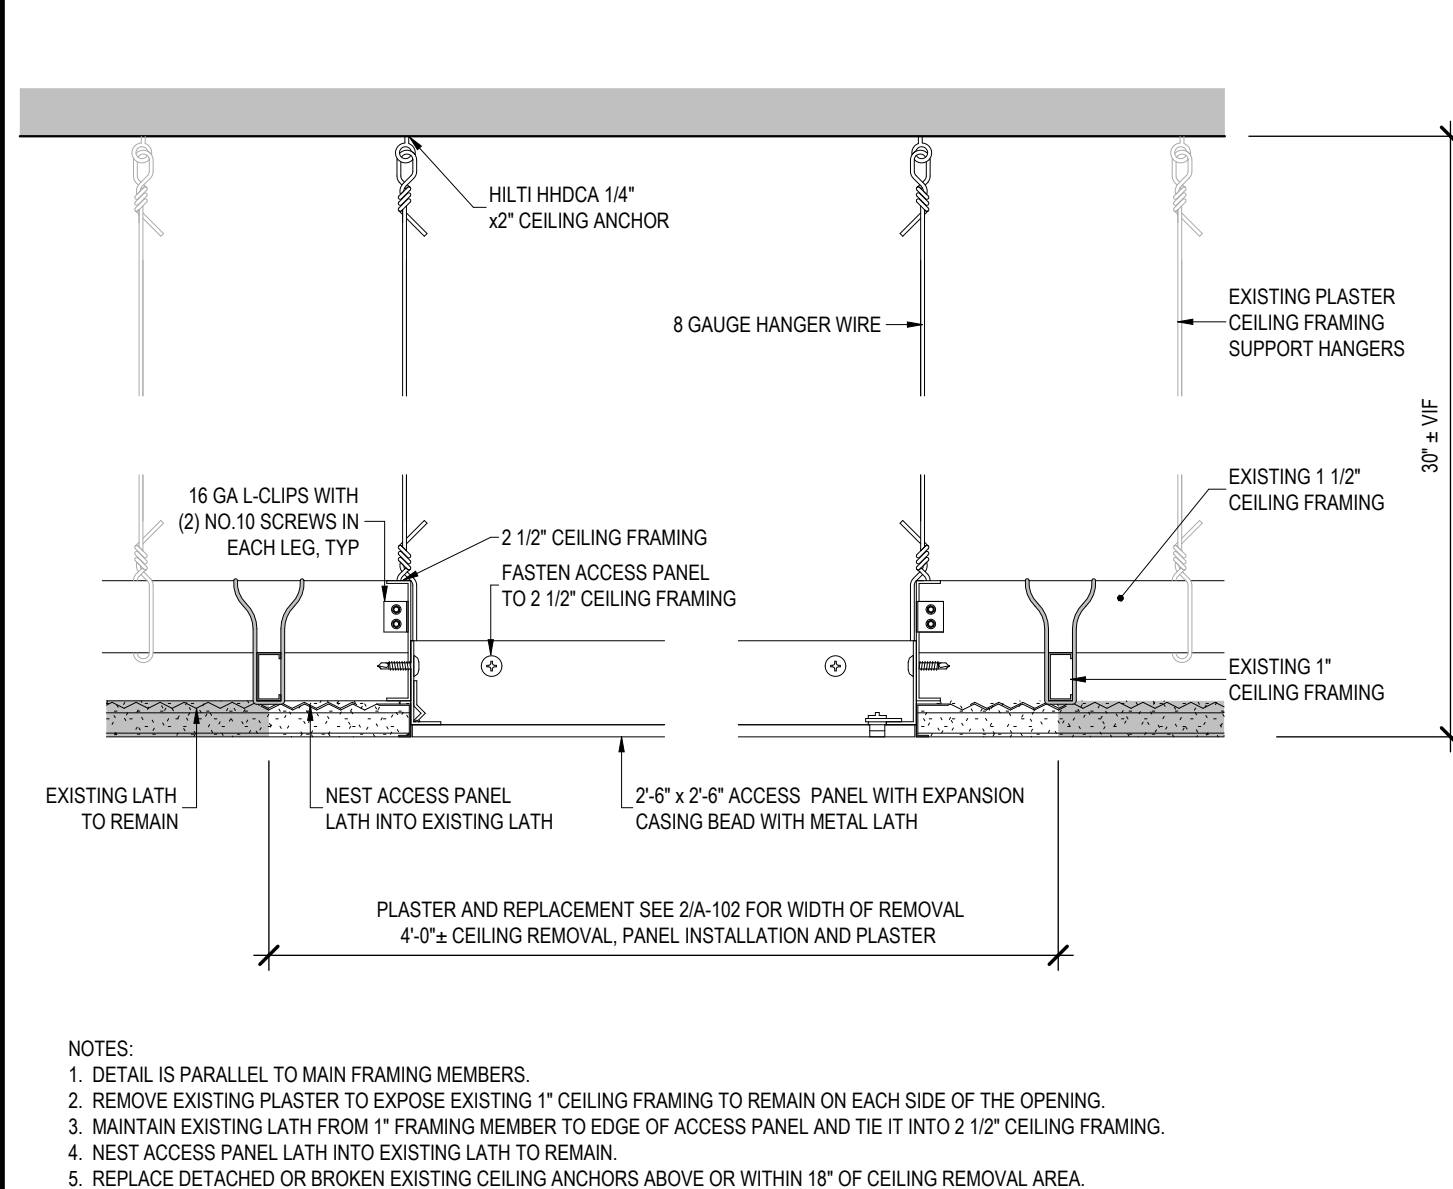 HILTI HHDCA 1/4"
x2" CEILING ANCHOR
8 GAUGE HANGER WIRE
EXISTING PLASTER
CEILING FRAMING
SUPPORT HANGERS
30" ± VIF
16 GA L-CLIPS WITH
(2) NO.10 SCREWS IN
EACH LEG, TYP
2 1/2" CEILING FRAMING
FASTEN ACCESS PANEL
TO 2 1/2" CEILING FRAMING
EXISTING 1 1/2"
CEILING FRAMING
EXISTING 1"
CEILING FRAMING
EXISTING LATH
TO REMAIN
NEST ACCESS PANEL
LATH INTO EXISTING LATH
2'-6" x 2'-6" ACCESS PANEL WITH EXPANSION
CASING BEAD WITH METAL LATH
PLASTER AND REPLACEMENT SEE 2/A-102 FOR WIDTH OF REMOVAL
4'-0"± CEILING REMOVAL, PANEL INSTALLATION AND PLASTER
NOTES:
1. DETAIL IS PARALLEL TO MAIN FRAMING MEMBERS.
2. REMOVE EXISTING PLASTER TO EXPOSE EXISTING 1" CEILING FRAMING TO REMAIN ON EACH SIDE OF THE OPENING.
3. MAINTAIN EXISTING LATH FROM 1" FRAMING MEMBER TO EDGE OF ACCESS PANEL AND TIE IT INTO 2 1/2" CEILING FRAMING.
4. NEST ACCESS PANEL LATH INTO EXISTING LATH TO REMAIN.
5. REPLACE DETACHED OR BROKEN EXISTING CEILING ANCHORS ABOVE OR WITHIN 18" OF CEILING REMOVAL AREA.